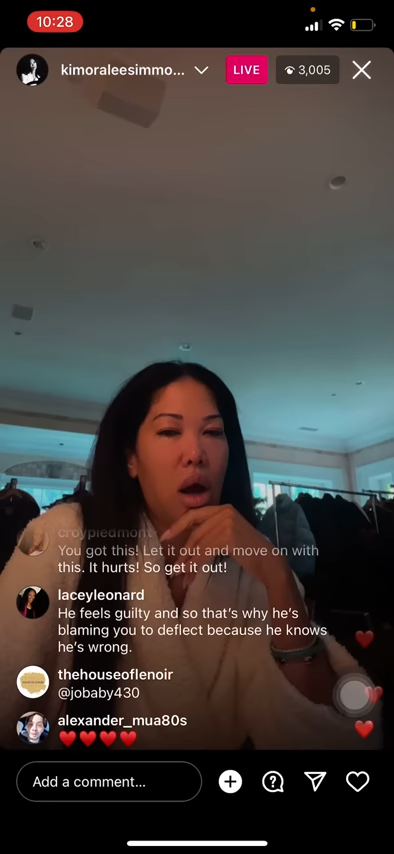 10:28
kimoraleesimmo...
LIVE
3,005
croypiedmont
You got this! Let it out and move on with
this. It hurts! So get it out!
laceyleonard
He feels guilty and so that's why he's
blaming you to deflect because he knows
he's wrong.
thehouseoflenoir
@jobaby430
alexander_mua80s
Add a comment...